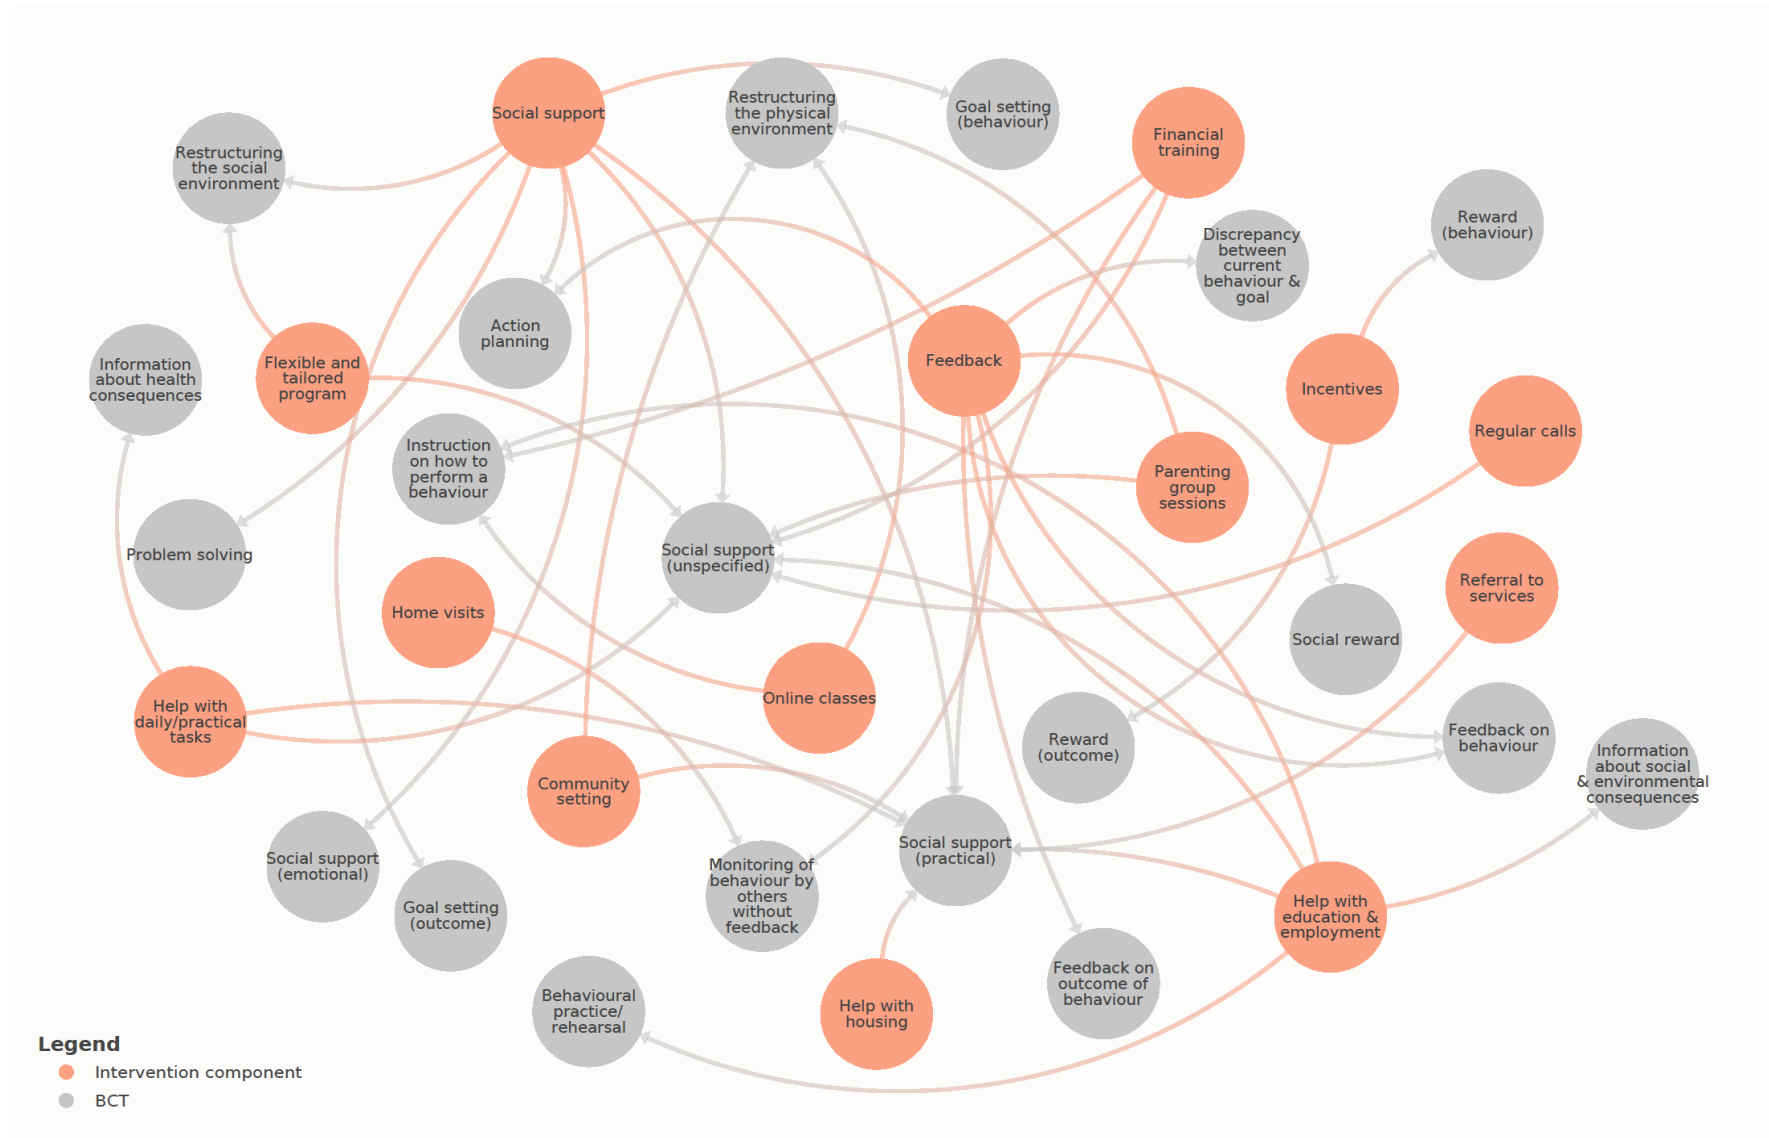 Social support
Restructuring
the physical
environment
Goal setting
(behaviour)
Financial
training
Restructuring
the social
environment
Reward
(behaviour)
Discrepancy
between
current
behaviour &
goal
Action
planning
Information
about health
consequences
Flexible and
tailored
program
Feedback
Incentives
Regular calls
Instruction
on how to
perform a
behaviour
Parenting
group
sessions
Problem solving
Social support
(unspecified)
Referral to
services
Home visits
Social reward
Help with
daily/practical
tasks
Online classes
Reward
(outcome)
Feedback on
behaviour
Information
about social
& environmental
consequences
Community
setting
Social support
(emotional)
Goal setting
(outcome)
Monitoring of
behaviour by
others
without
feedback
Social support
(practical)
Help with
education &
employment
Behavioural
practice/
rehearsal
Help with
housing
Feedback on
outcome of
behaviour
Legend
Intervention component
BCT